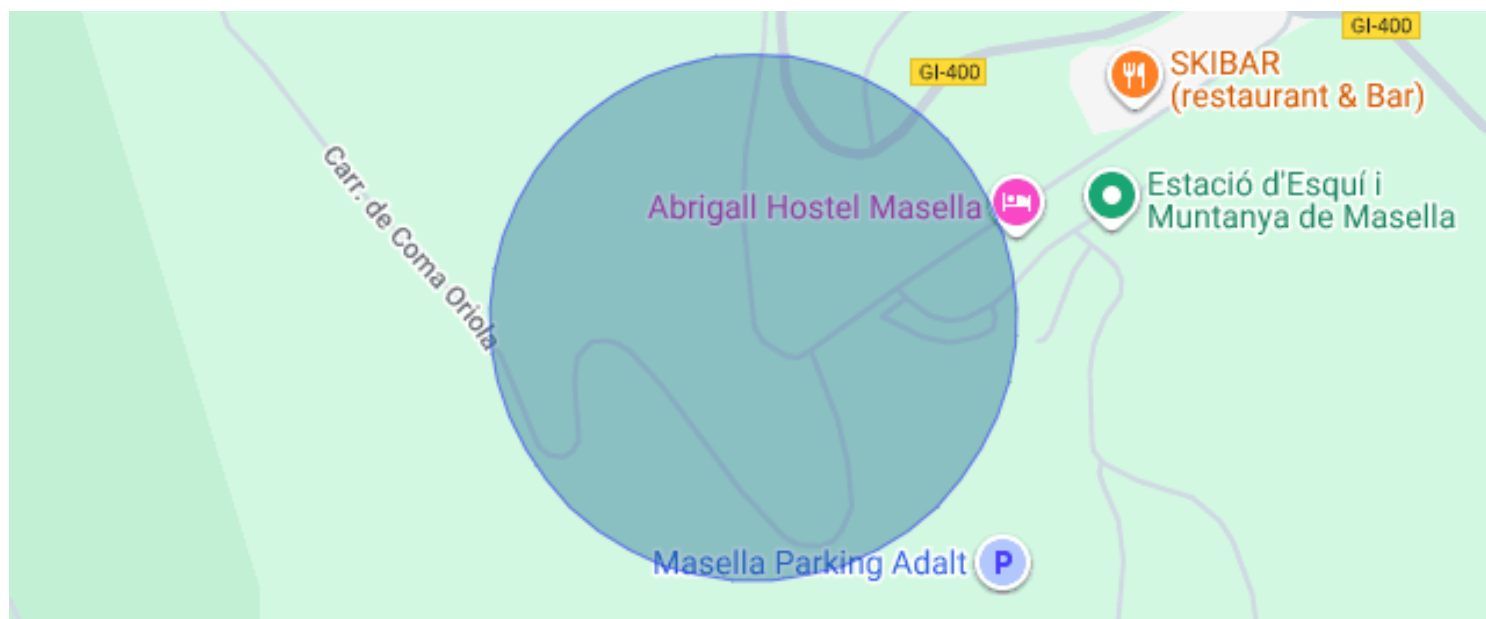 GI-400
GI-400
SKIBAR
(restaurant & Bar)
Carr. de Coma Oriola
Abrigall Hostel Masella
Estació d'Esquí i
Muntanya de Masella
Masella Parking Adalt
P